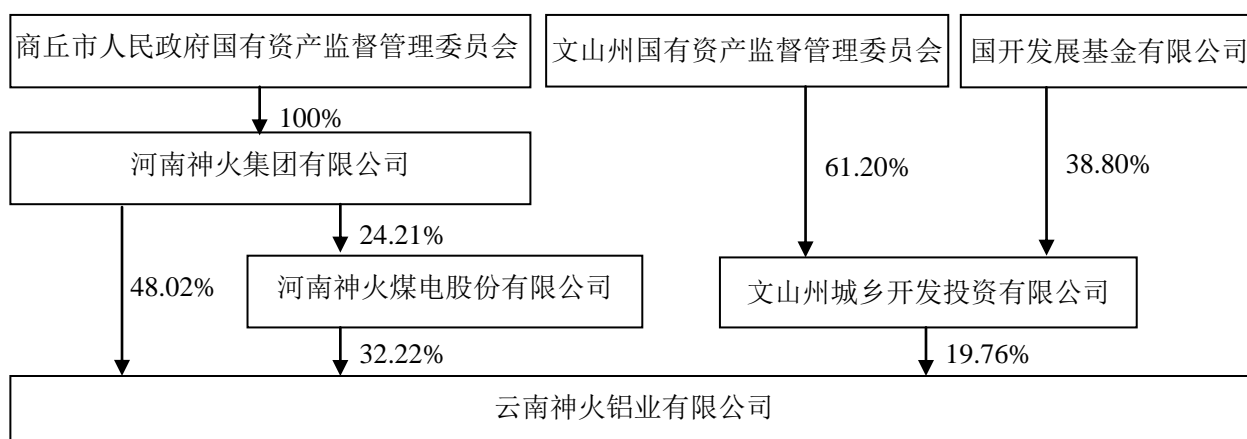 商丘市人民政府国有资产监督管理委员会
文山州国有资产监督管理委员会
国开发展基金有限公司
100%
河南神火集团有限公司
61.20%
38.80%
24.21%
48.02%
河南神火煤电股份有限公司
文山州城乡开发投资有限公司
32.22%
19.76%
云南神火铝业有限公司